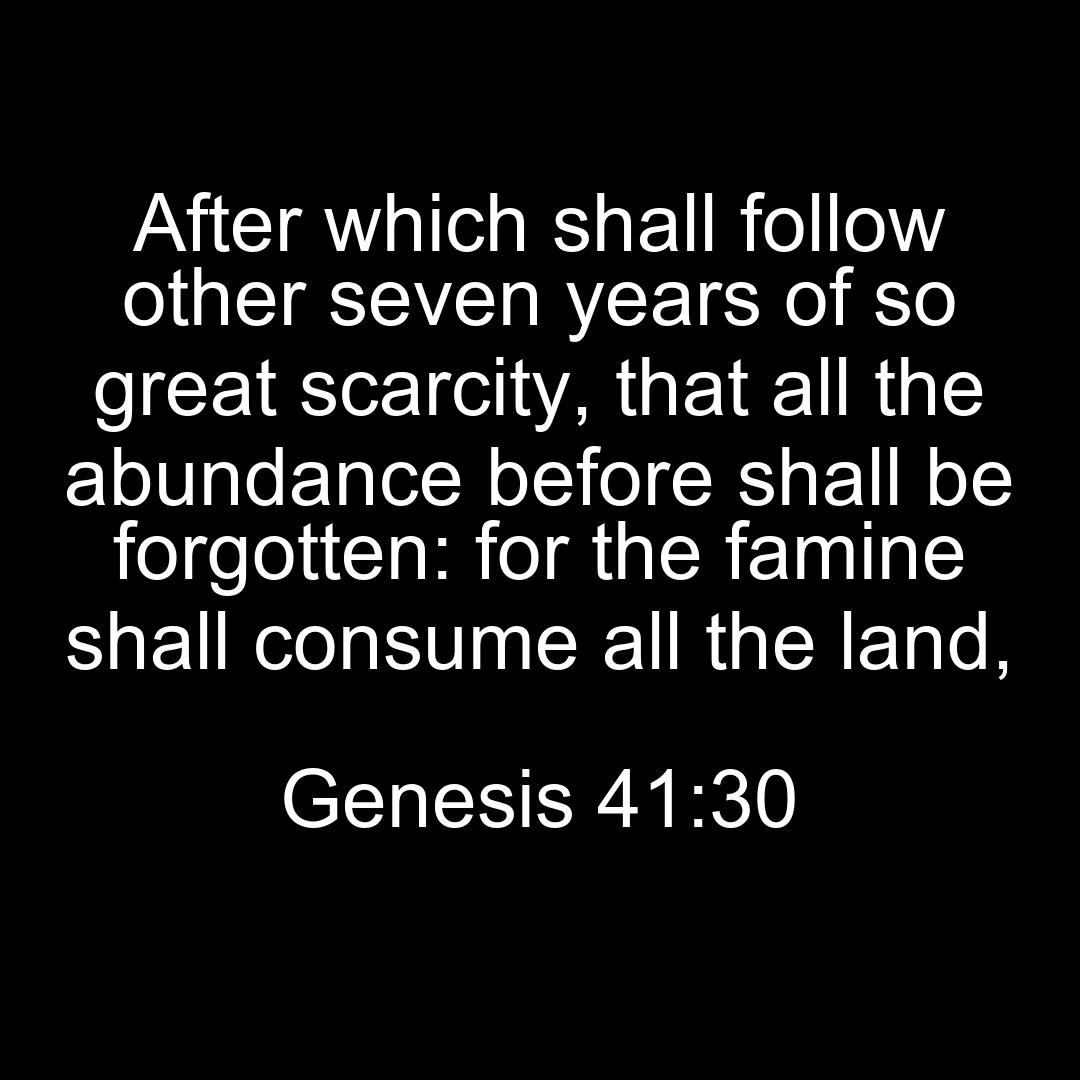 After which shall follow
other seven years of so
great scarcity, that all the
abundance before shall be
forgotten: for the famine
shall consume all the land,
Genesis 41:30